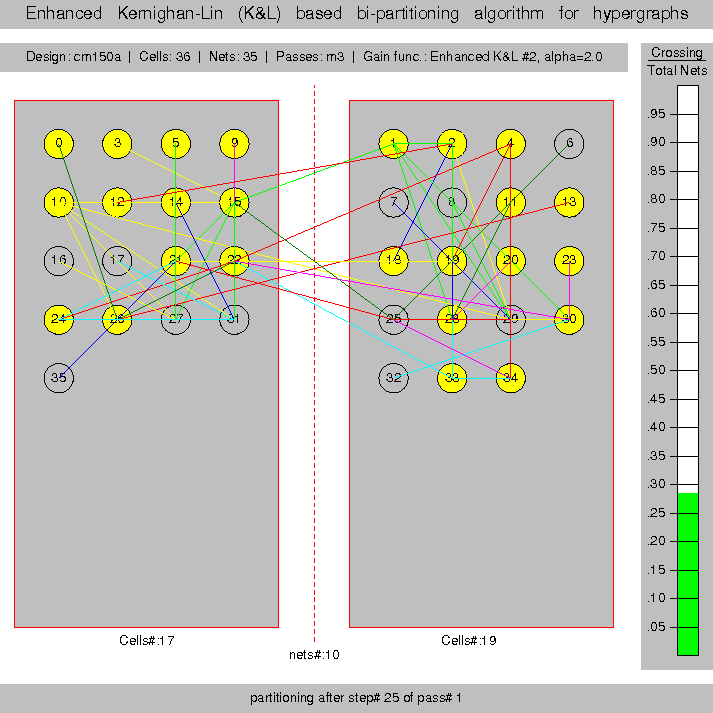 Enhanced Kernighan-Lin (K&L) based bi-partitioning algorithm for hypergraphs
Design: cm150a | Cells: 36 | Nets: 35 | Passes: m3 | Gain func.: Enhanced K&L #2, alpha=2.0
Crossing
Total Nets
0 3 5 9 1 2 4 6
10 12 14 15 7 8 11 13
16 17 21 22 18 19 20 23
24 26 27 31 25 28 29 30
35 32 33 34
.95
.90
.85
.80
.75
.70
.65
.60
.55
.50
.45
.40
.35
.30
.25
.20
.15
.10
.05
Cells#:17
nets#:10
Cells#:19
partitioning after step# 25 of pass# 1